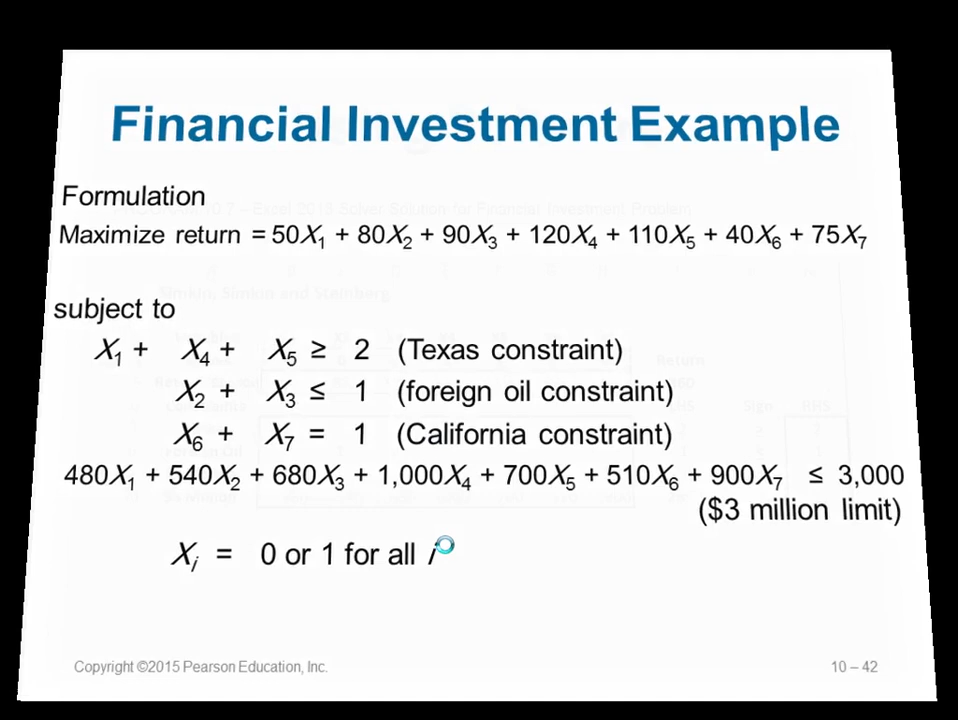 Financial Investment Example
Formulation
Maximize return = 50X₁ + 80X₂ + 90X₃ + 120X₄ + 110X₅ + 40X₆ + 75X₇
subject to
X₁ + X₄ + X₅ ≥ 2 (Texas constraint)
X₂ + X₃ ≤ 1 (foreign oil constraint)
X₆ + X₇ = 1 (California constraint)
480X₁ + 540X₂ + 680X₃ + 1,000X₄ + 700X₅ + 510X₆ + 900X₇ ≤ 3,000
($3 million limit)
Xᵢ = 0 or 1 for all i
Copyright ©2015 Pearson Education, Inc.
10 – 42